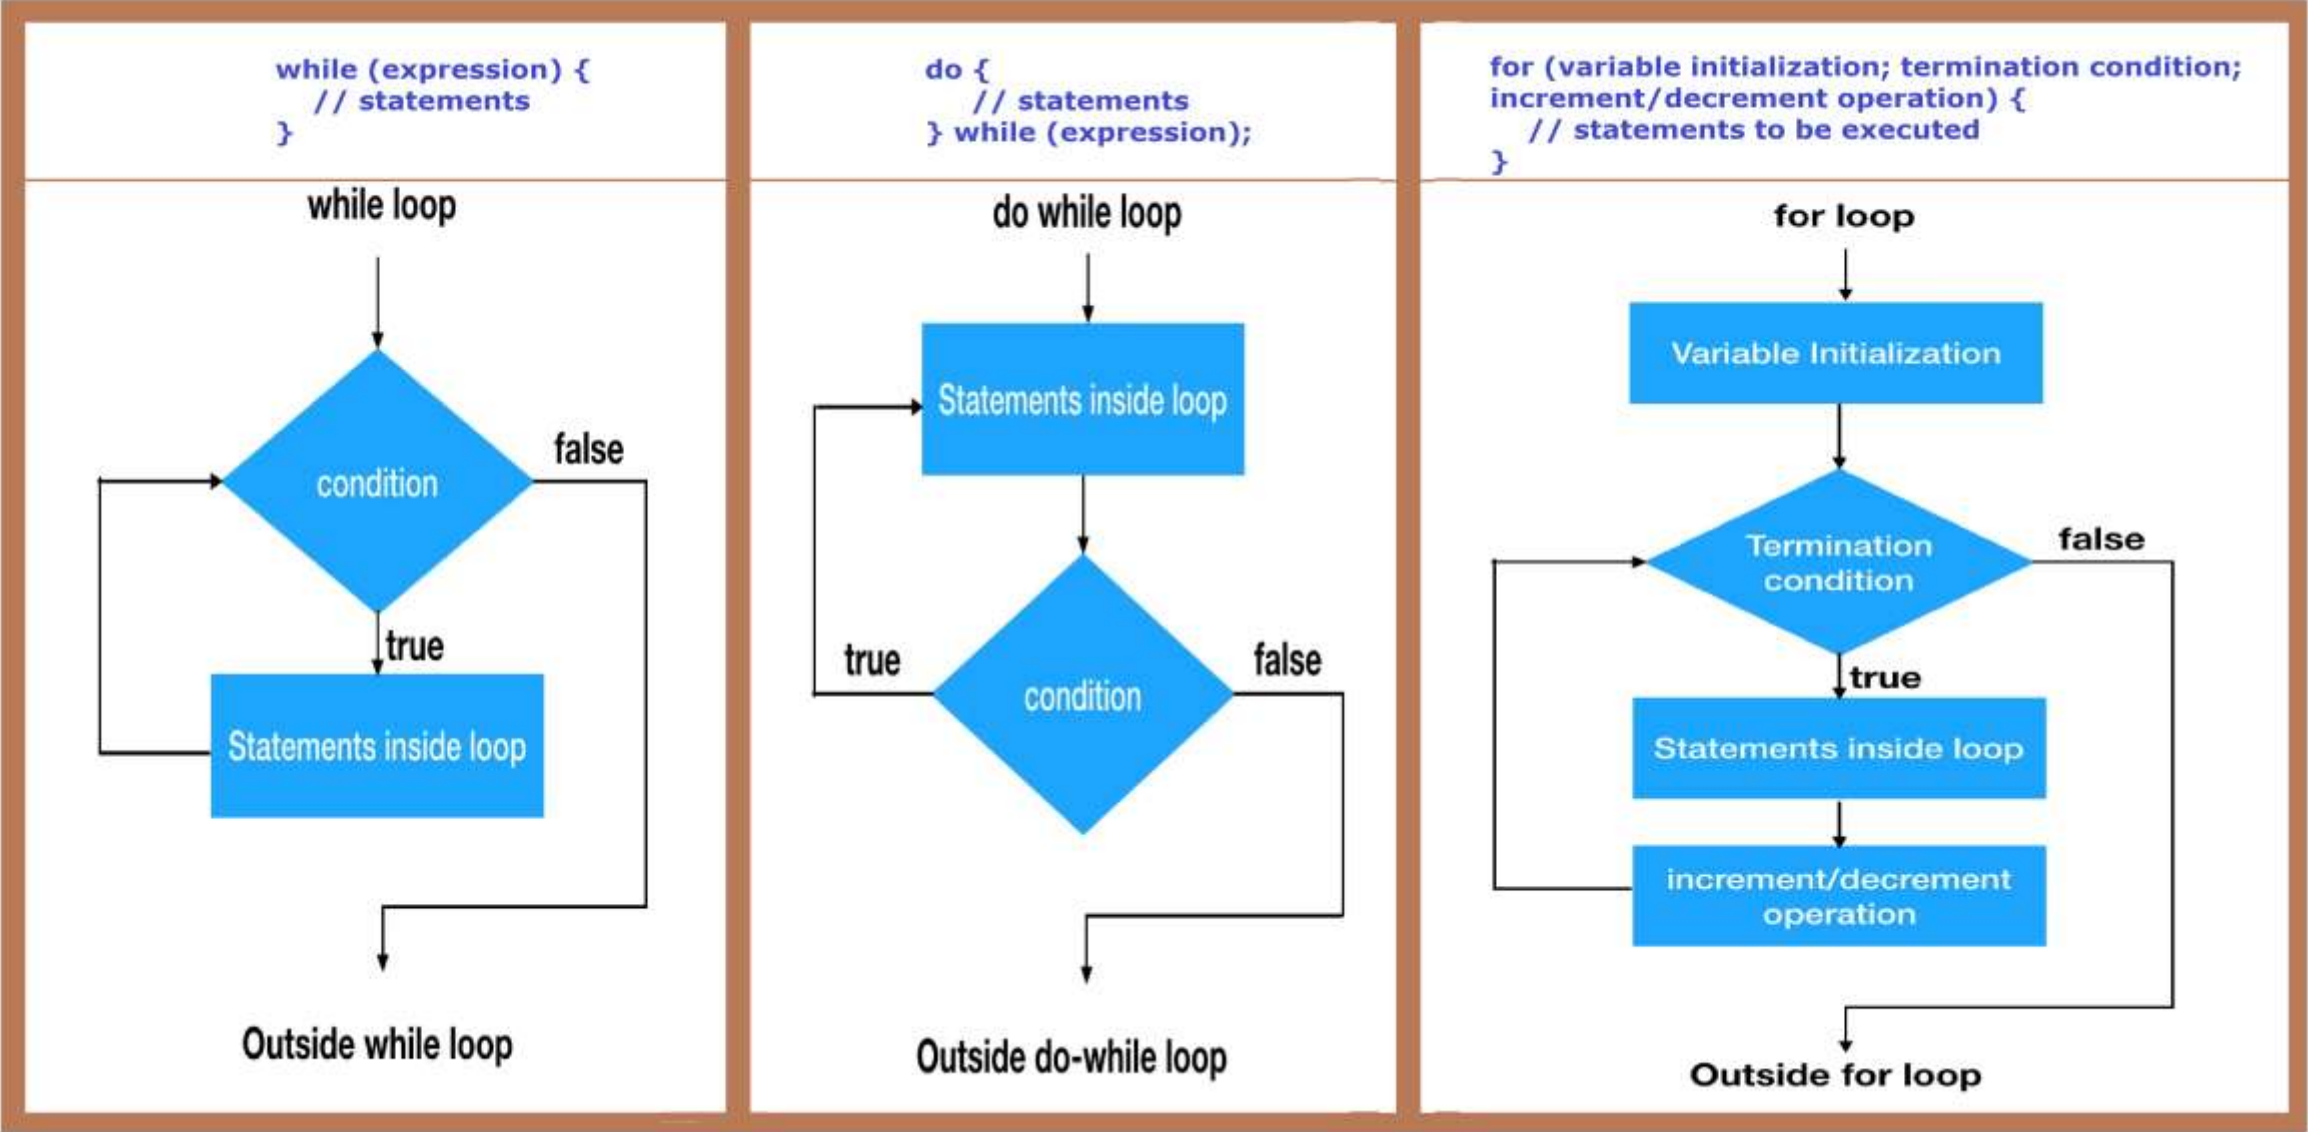 while (expression) {
// statements
}
while loop
condition
false
true
Statements inside loop
Outside while loop
do {
// statements
} while (expression);
do while loop
Statements inside loop
condition
true
false
Outside do-while loop
for (variable initialization; termination condition;
increment/decrement operation) {
// statements to be executed
}
for loop
Variable Initialization
Termination
condition
false
true
Statements inside loop
increment/decrement
operation
Outside for loop